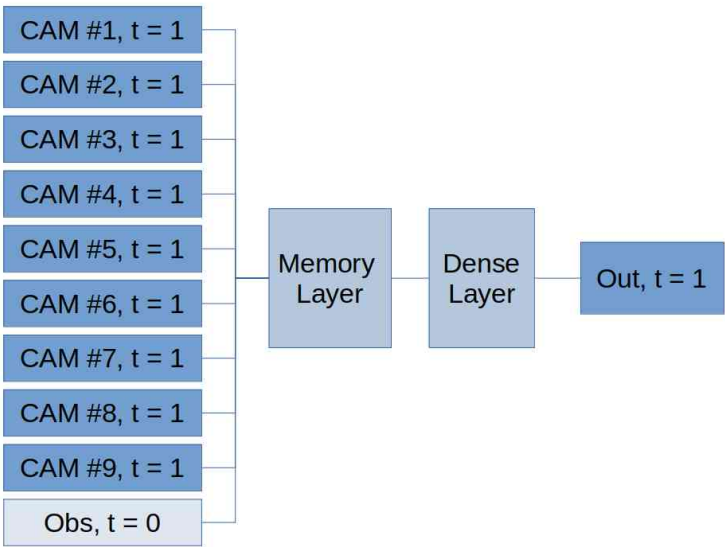 CAM #1, t = 1
CAM #2, t = 1
CAM #3, t = 1
CAM #4, t = 1
CAM #5, t = 1
CAM #6, t = 1
CAM #7, t = 1
CAM #8, t = 1
CAM #9, t = 1
Obs, t = 0
Memory
Layer
Dense
Layer
Out, t = 1